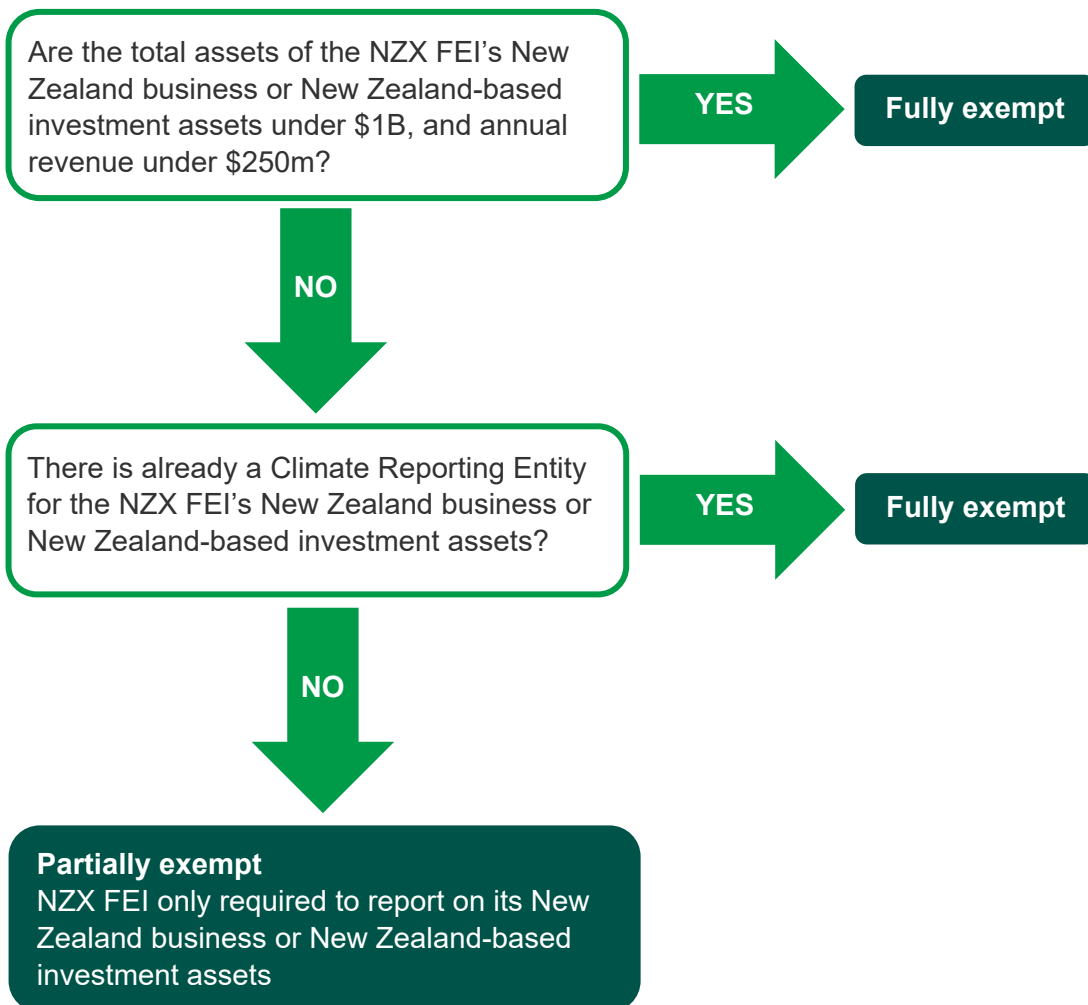 Are the total assets of the NZX FEI’s New
Zealand business or New Zealand-based
investment assets under $1B, and annual
revenue under $250m?
YES
Fully exempt
NO
There is already a Climate Reporting Entity
for the NZX FEI’s New Zealand business or
New Zealand-based investment assets?
YES
Fully exempt
NO
Partially exempt
NZX FEI only required to report on its New
Zealand business or New Zealand-based
investment assets